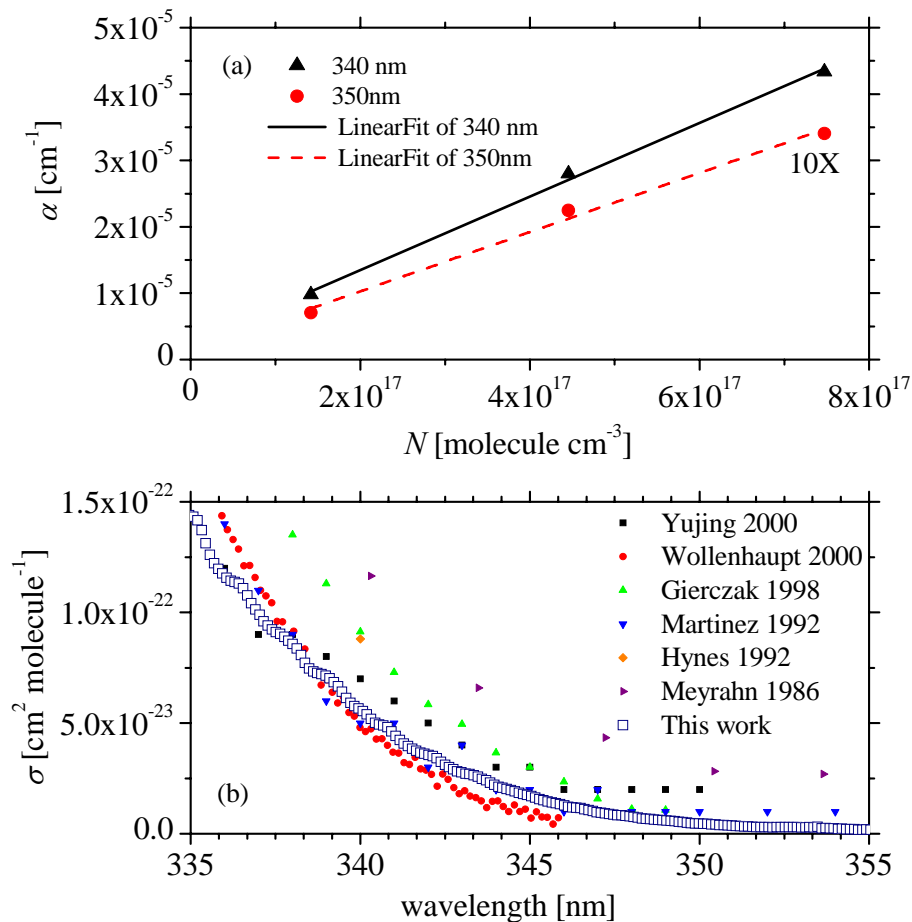 5x10⁻⁵
4x10⁻⁵
3x10⁻⁵
2x10⁻⁵
1x10⁻⁵
0
α [cm⁻¹]
(a)
340 nm
350nm
LinearFit of 340 nm
LinearFit of 350nm
10X
0 2x10¹⁷ 4x10¹⁷ 6x10¹⁷ 8x10¹⁷
N [molecule cm⁻³]
1.5x10⁻²²
1.0x10⁻²²
5.0x10⁻²³
0.0
σ [cm² molecule⁻¹]
Yujing 2000
Wollenhaupt 2000
Gierczak 1998
Martinez 1992
Hynes 1992
Meyrahn 1986
This work
(b)
335 340 345 350 355
wavelength [nm]